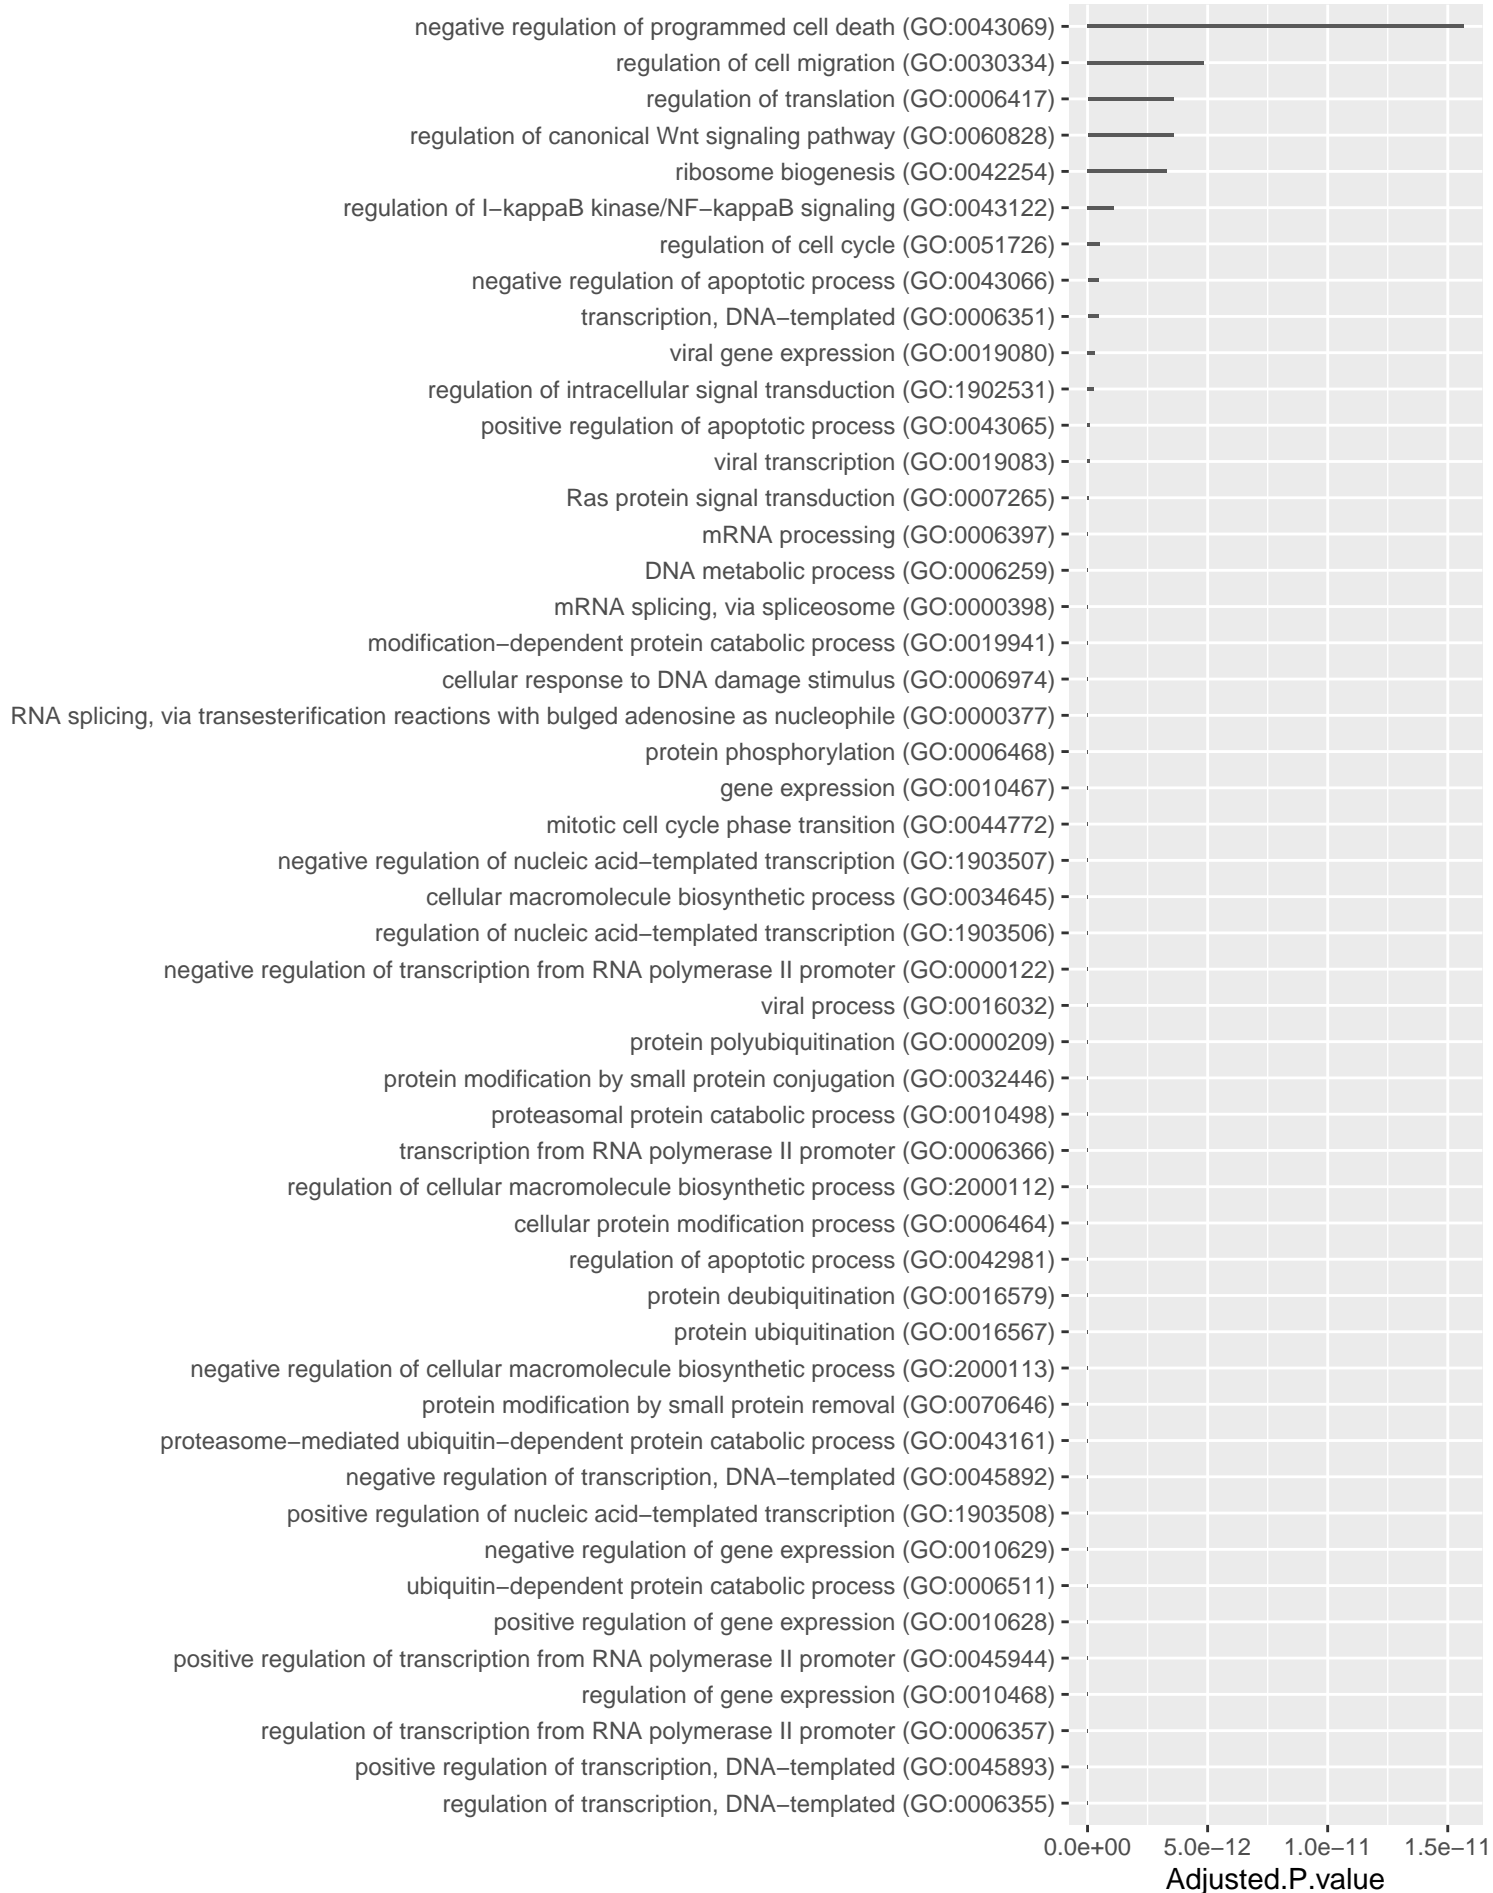 negative regulation of programmed cell death (GO:0043069)
regulation of cell migration (GO:0030334)
regulation of translation (GO:0006417)
regulation of canonical Wnt signaling pathway (GO:0060828)
ribosome biogenesis (GO:0042254)
regulation of I−kappaB kinase/NF−kappaB signaling (GO:0043122)
regulation of cell cycle (GO:0051726)
negative regulation of apoptotic process (GO:0043066)
transcription, DNA−templated (GO:0006351)
viral gene expression (GO:0019080)
regulation of intracellular signal transduction (GO:1902531)
positive regulation of apoptotic process (GO:0043065)
viral transcription (GO:0019083)
Ras protein signal transduction (GO:0007265)
mRNA processing (GO:0006397)
DNA metabolic process (GO:0006259)
mRNA splicing, via spliceosome (GO:0000398)
modification−dependent protein catabolic process (GO:0019941)
cellular response to DNA damage stimulus (GO:0006974)
RNA splicing, via transesterification reactions with bulged adenosine as nucleophile (GO:0000377)
protein phosphorylation (GO:0006468)
gene expression (GO:0010467)
mitotic cell cycle phase transition (GO:0044772)
negative regulation of nucleic acid−templated transcription (GO:1903507)
cellular macromolecule biosynthetic process (GO:0034645)
regulation of nucleic acid−templated transcription (GO:1903506)
negative regulation of transcription from RNA polymerase II promoter (GO:0000122)
viral process (GO:0016032)
protein polyubiquitination (GO:0000209)
protein modification by small protein conjugation (GO:0032446)
proteasomal protein catabolic process (GO:0010498)
transcription from RNA polymerase II promoter (GO:0006366)
regulation of cellular macromolecule biosynthetic process (GO:2000112)
cellular protein modification process (GO:0006464)
regulation of apoptotic process (GO:0042981)
protein deubiquitination (GO:0016579)
protein ubiquitination (GO:0016567)
negative regulation of cellular macromolecule biosynthetic process (GO:2000113)
protein modification by small protein removal (GO:0070646)
proteasome−mediated ubiquitin−dependent protein catabolic process (GO:0043161)
negative regulation of transcription, DNA−templated (GO:0045892)
positive regulation of nucleic acid−templated transcription (GO:1903508)
negative regulation of gene expression (GO:0010629)
ubiquitin−dependent protein catabolic process (GO:0006511)
positive regulation of gene expression (GO:0010628)
positive regulation of transcription from RNA polymerase II promoter (GO:0045944)
regulation of gene expression (GO:0010468)
regulation of transcription from RNA polymerase II promoter (GO:0006357)
positive regulation of transcription, DNA−templated (GO:0045893)
regulation of transcription, DNA−templated (GO:0006355)
0.0e+00 5.0e−12 1.0e−11 1.5e−11
Adjusted.P.value